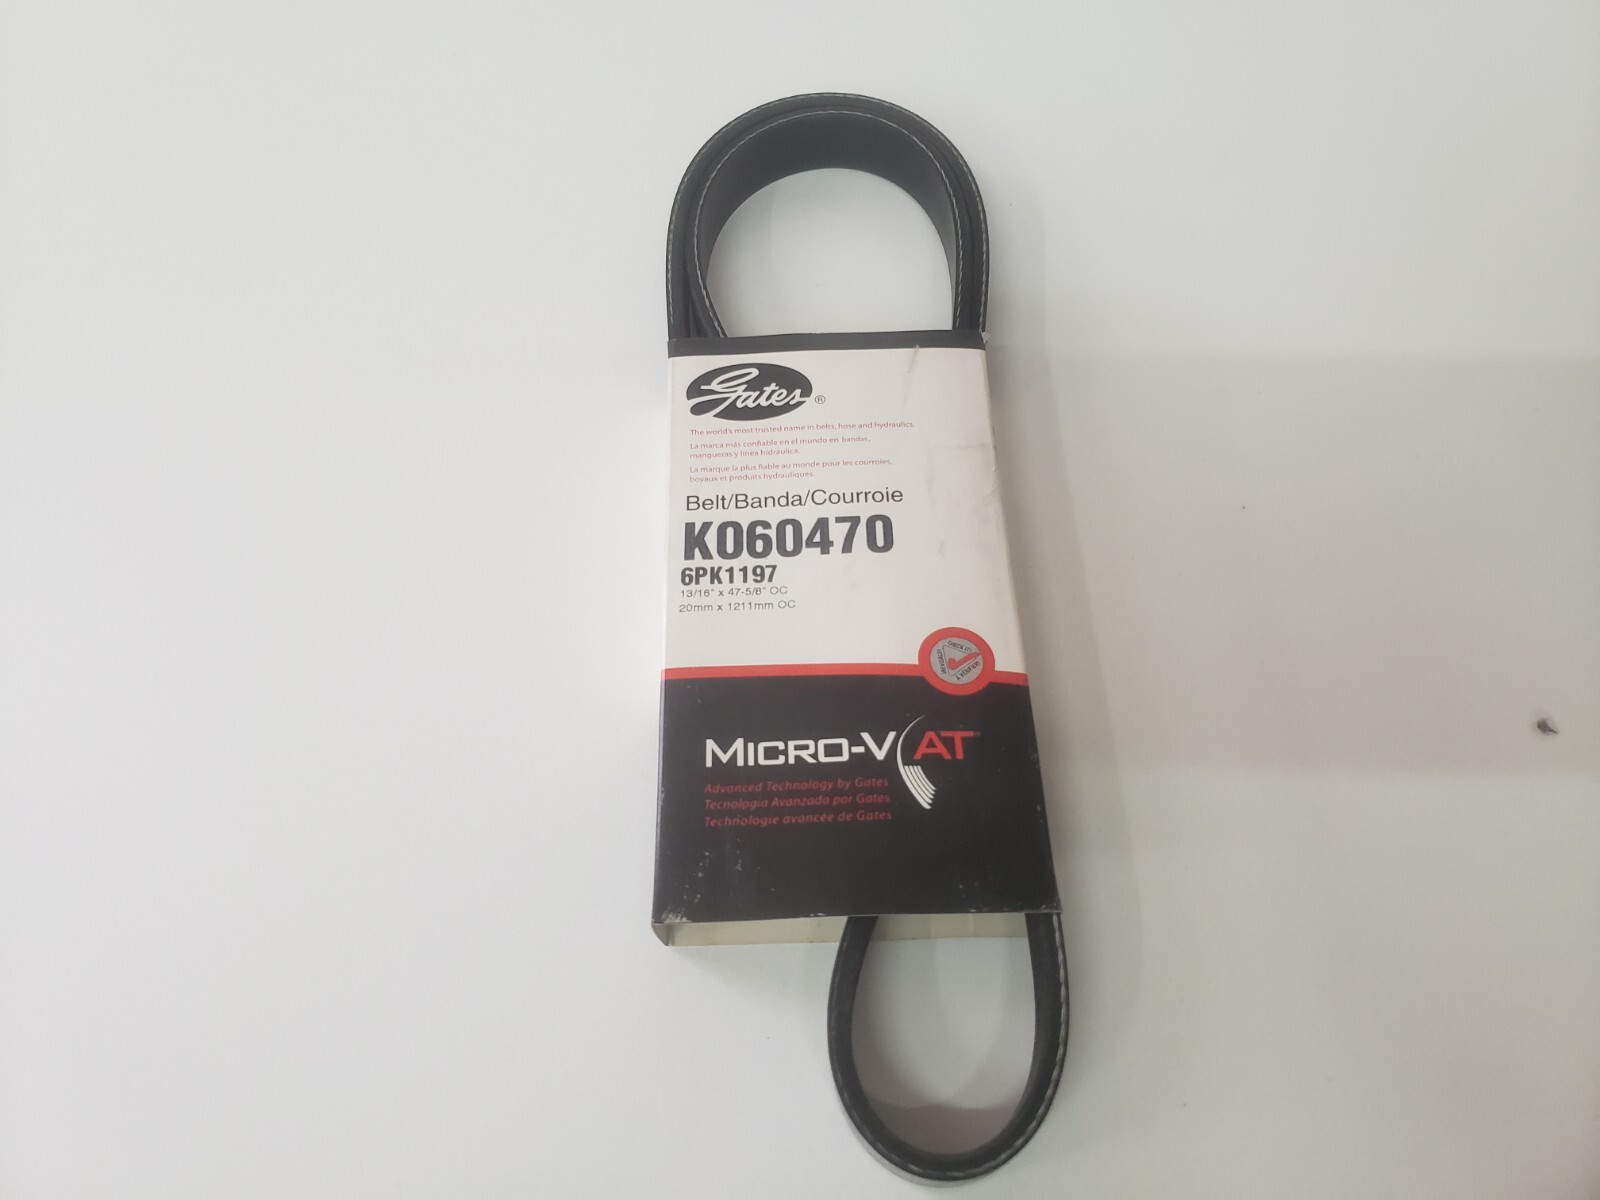 Gates ®
The world's most trusted name in belts, hose and hydraulics.
La marca más confiable en el mundo en bandas,
mangueras y línea hidráulica.
La marque la plus fiable au monde pour les courroies,
boyaux et produits hydrauliques.
Belt/Banda/Courroie
K060470
6PK1197
13/16" x 47-5/8" OC
20mm x 1211mm OC
CHECK IT!
MICRO-V AT
Advanced Technology by Gates
Tecnología Avanzada por Gates
Technologie avancée de Gates